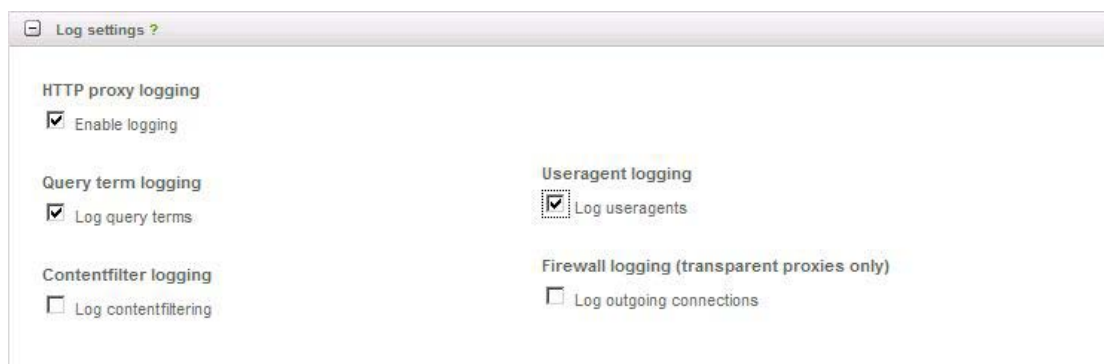 Log settings ?
HTTP proxy logging
Enable logging
Query term logging
Log query terms
Useragent logging
Log useragents
Contentfilter logging
Log contentfiltering
Firewall logging (transparent proxies only)
Log outgoing connections